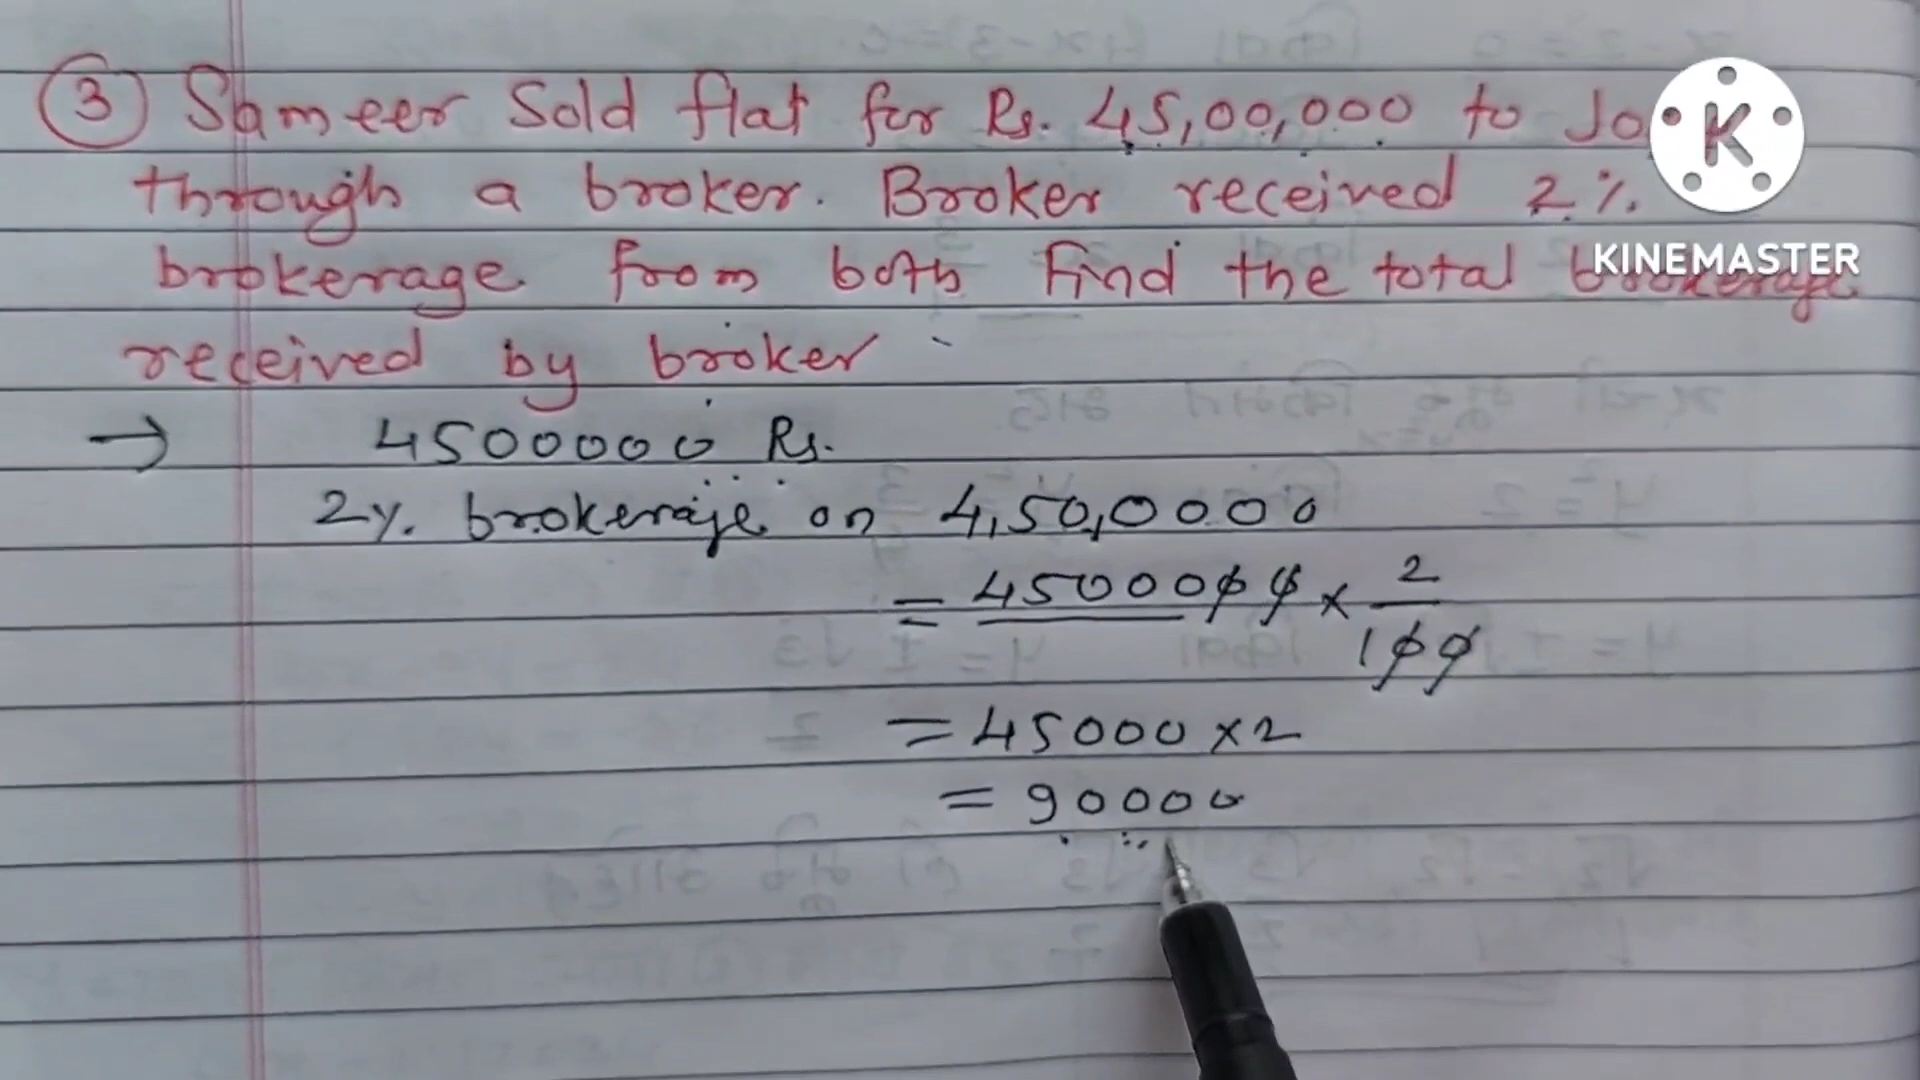 3 Sameer Sold flat for Rs. 45,00,000 to
through a broker. Broker received 2%
brokerage from both find the total brokerage
received by broker
→ 4500000 Rs.
2% brokeraje on 4,50,0000
= 4500000 × 2/100
= 45000 × 2
= 90000
K
KINEMASTER